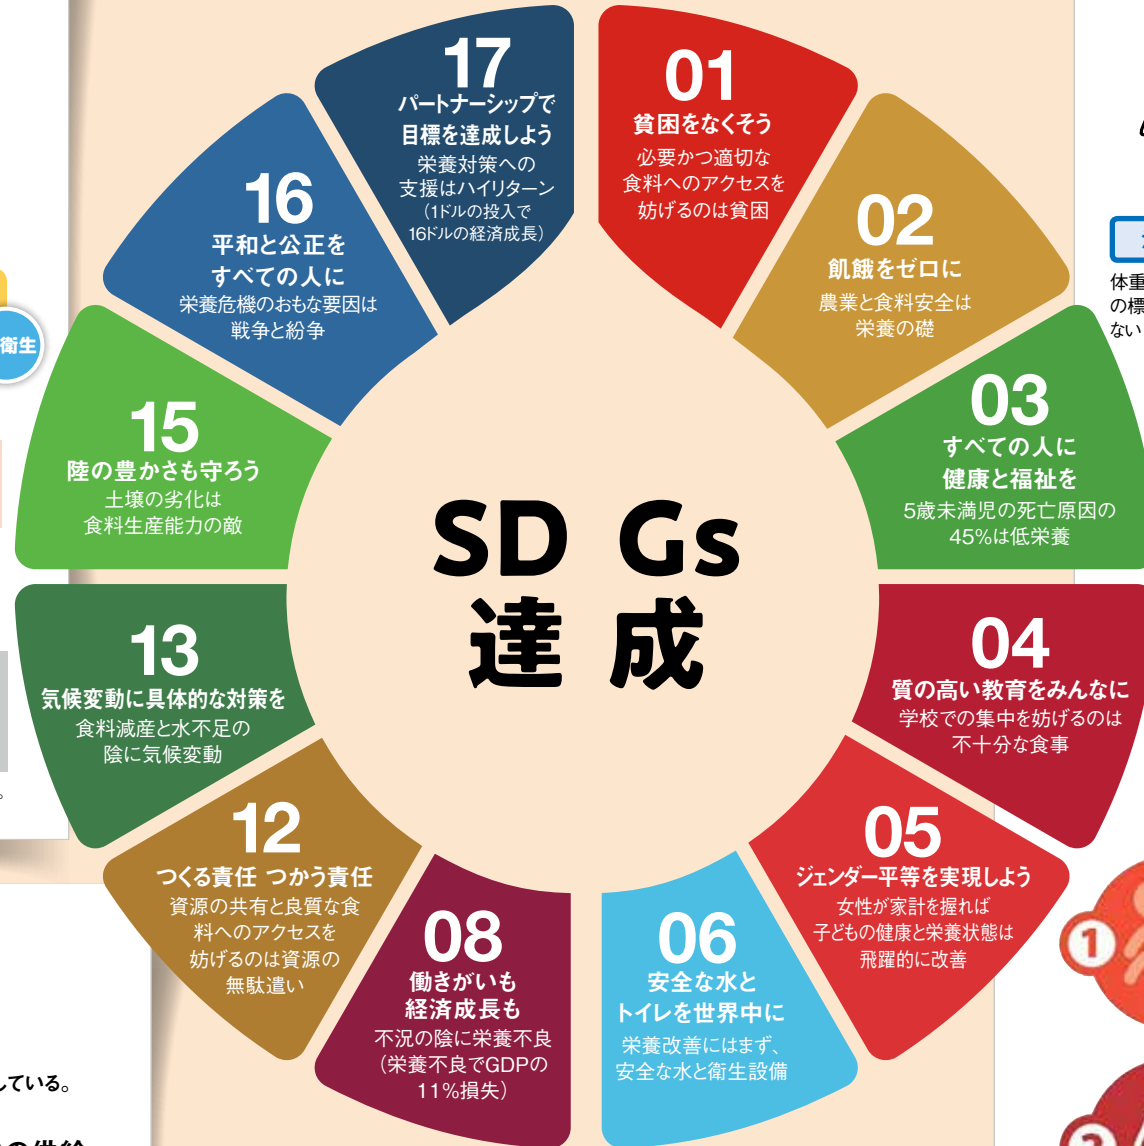 17
パートナーシップで
目標を達成しよう
栄養対策への
支援はハイリターン
（1ドルの投入で
16ドルの経済成長）
01
貧困をなくそう
必要かつ適切な
食料へのアクセスを
妨げるのは貧困
16
平和と公正を
すべての人に
栄養危機のおもな要因は
戦争と紛争
02
飢餓をゼロに
農業と食料安全は
栄養の礎
体重
の標
ない
衛生
15
陸の豊かさも守ろう
土壌の劣化は
食料生産能力の敵
03
すべての人に
健康と福祉を
5歳未満児の死亡原因の
45%は低栄養
SD Gs
達 成
13
気候変動に具体的な対策を
食料減産と水不足の
陰に気候変動
04
質の高い教育をみんなに
学校での集中を妨げるのは
不十分な食事
12
つくる責任 つかう責任
資源の共有と良質な食
料へのアクセスを
妨げるのは資源の
無駄遣い
05
ジェンダー平等を実現しよう
女性が家計を握れば
子どもの健康と栄養状態は
飛躍的に改善
08
働きがいも
経済成長も
不況の陰に栄養不良
（栄養不良でGDPの
11%損失）
06
安全な水と
トイレを世界中に
栄養改善にはまず、
安全な水と衛生設備
1
している。